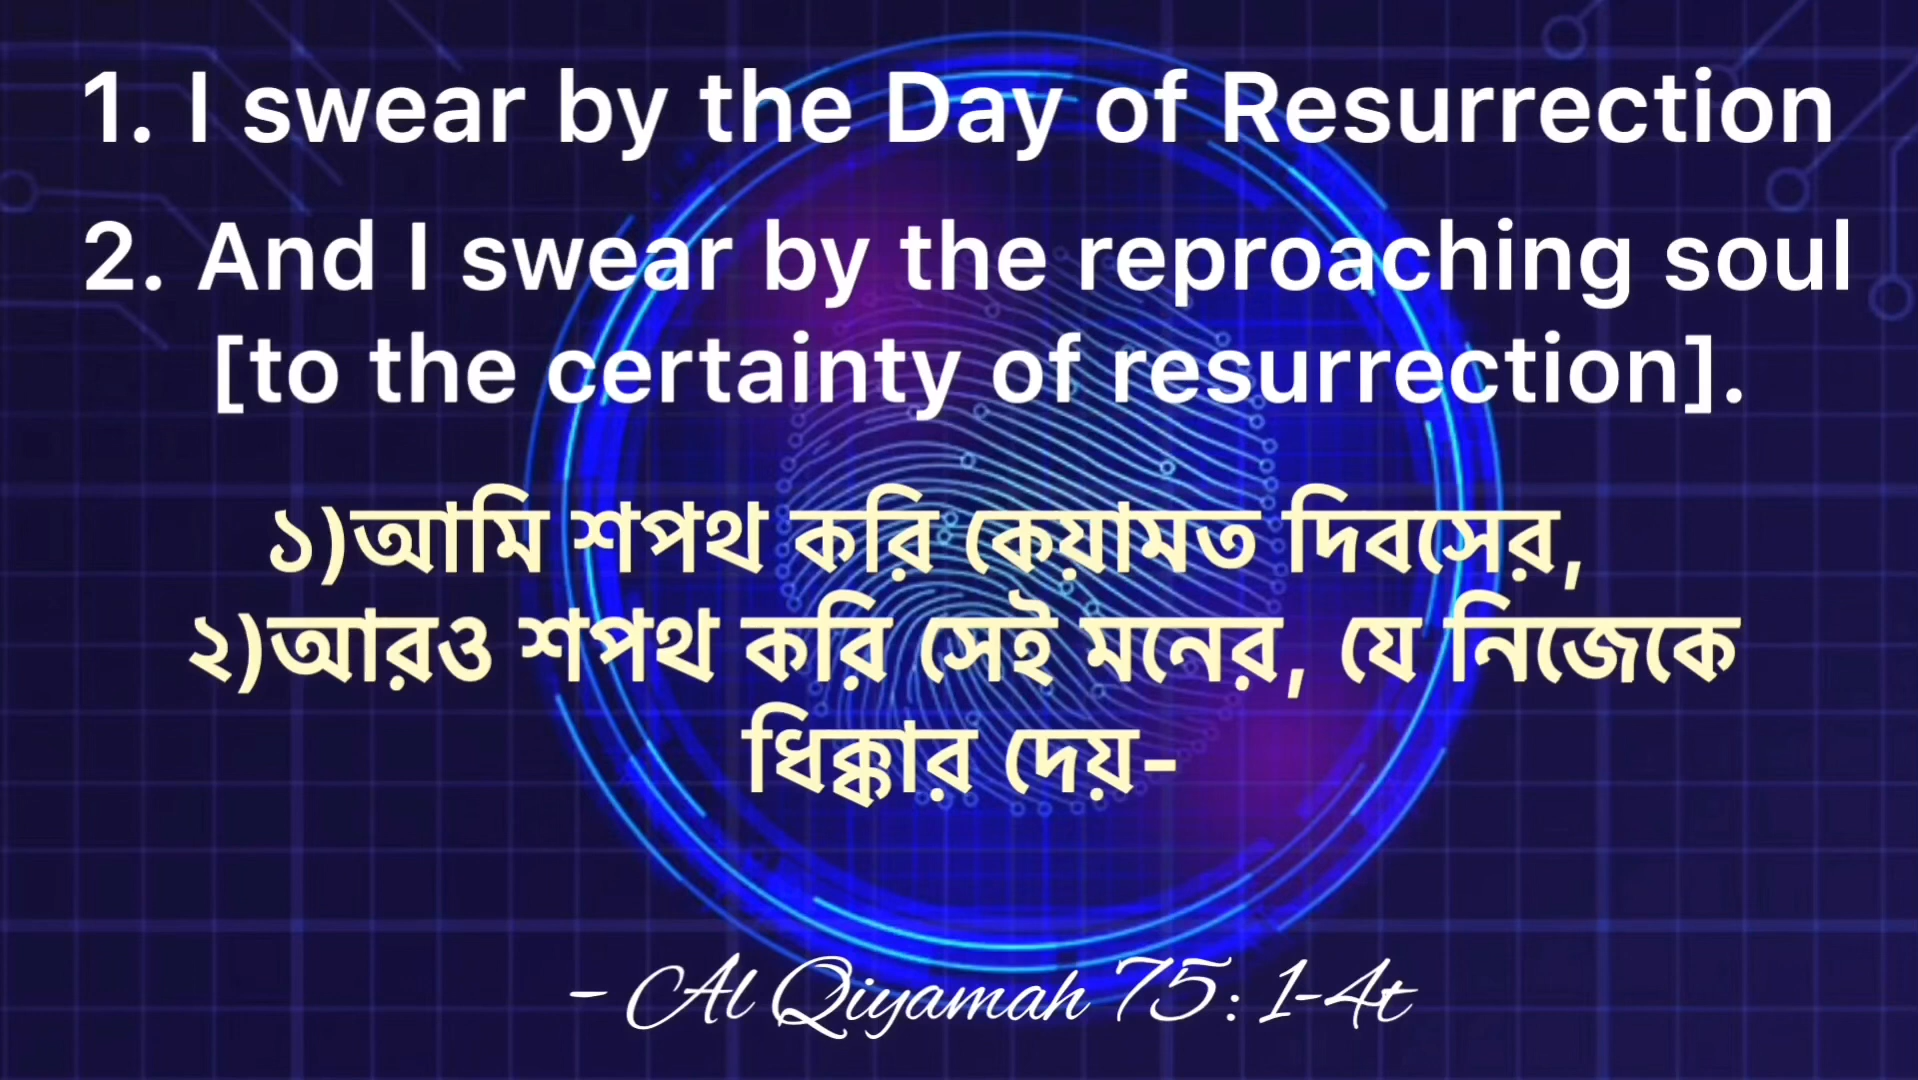 1. I swear by the Day of Resurrection
2. And I swear by the reproaching soul
[to the certainty of resurrection].
১)আমি শপথ করি কেয়ামত দিবসের,
২)আরও শপথ করি সেই মনের, যে নিজেকে
ধিক্কার দেয়-
- Al Qiyamah 75: 1-4t